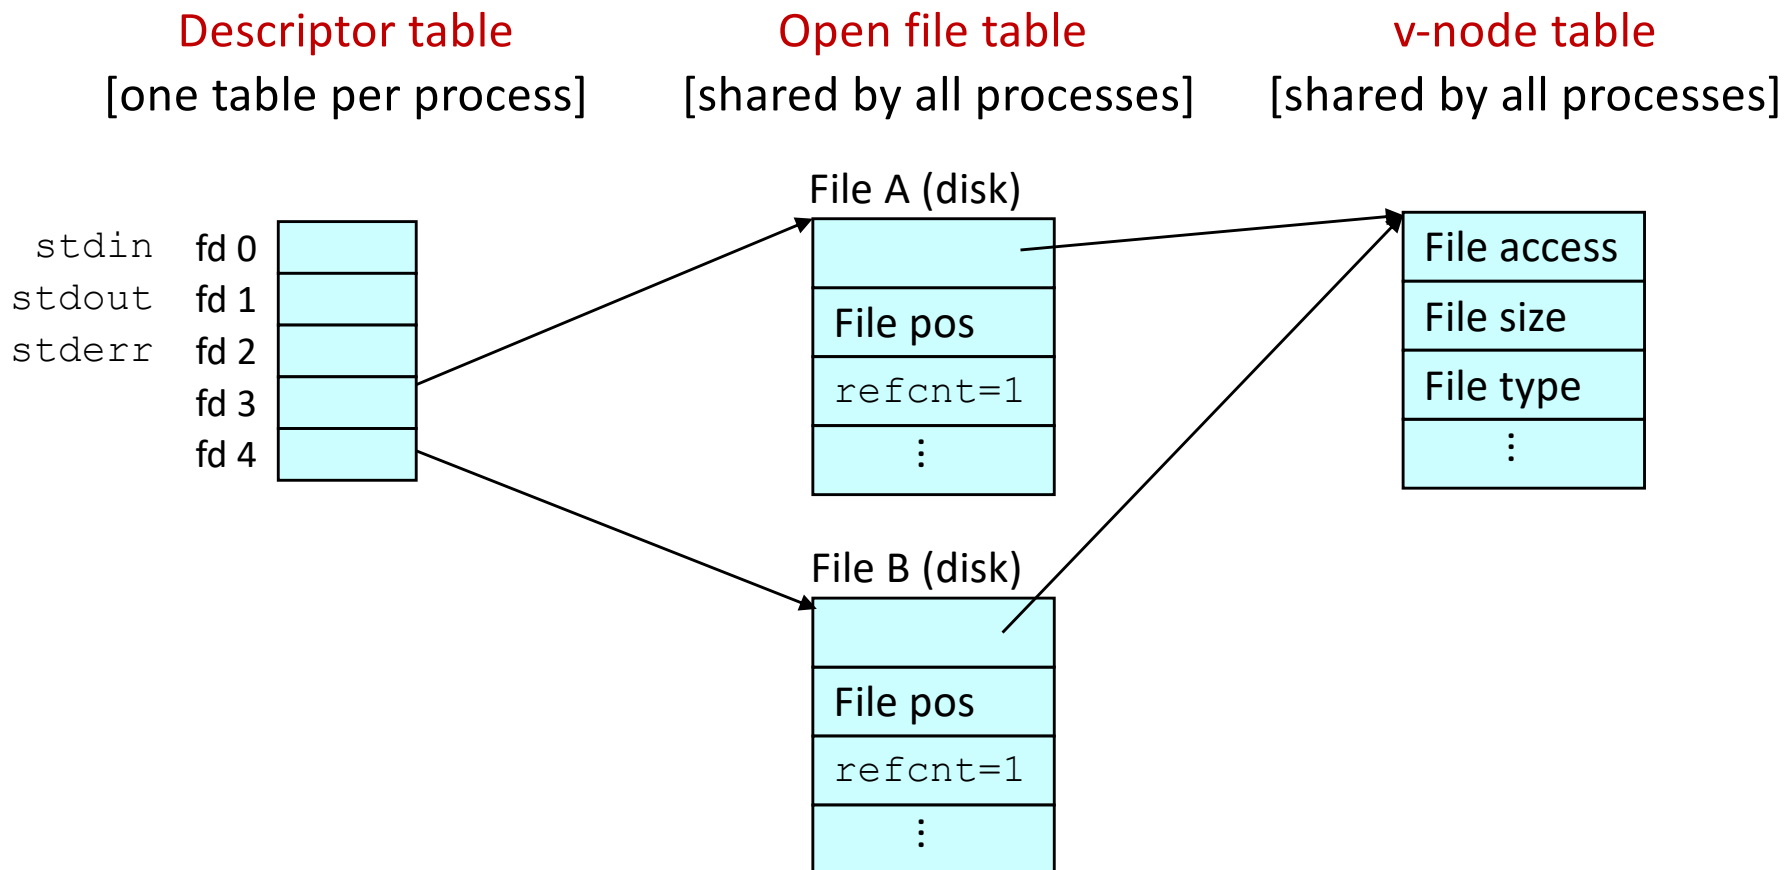 Descriptor table
[one table per process]
Open file table
[shared by all processes]
v-node table
[shared by all processes]
stdin fd 0
stdout fd 1
stderr fd 2
fd 3
fd 4
File A (disk)
File pos
refcnt=1
⋮
File B (disk)
File pos
refcnt=1
⋮
File access
File size
File type
⋮